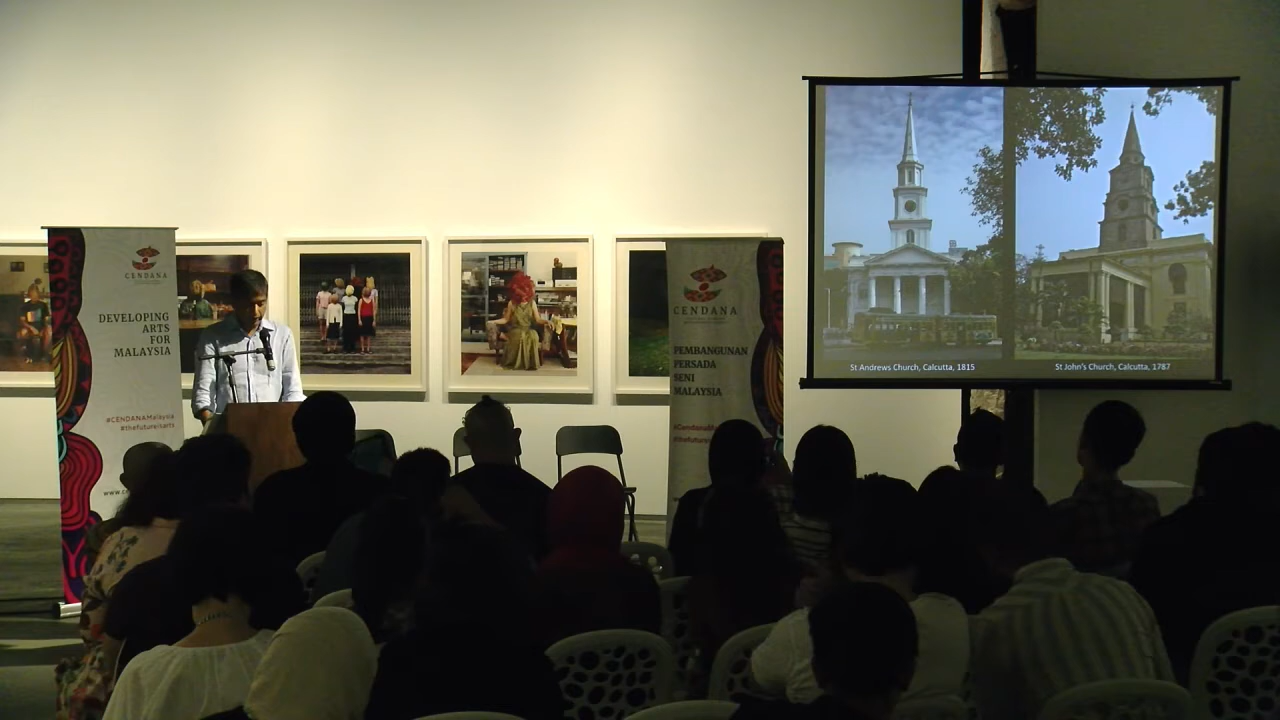 CENDANA
DEVELOPING
ARTS
FOR
MALAYSIA
#CENDANAMalaysia
#thefutureisarts
CENDANA
PEMBANGUNAN
PERSADA
SENI
MALAYSIA
St Andrews Church, Calcutta, 1815
St John's Church, Calcutta, 1787